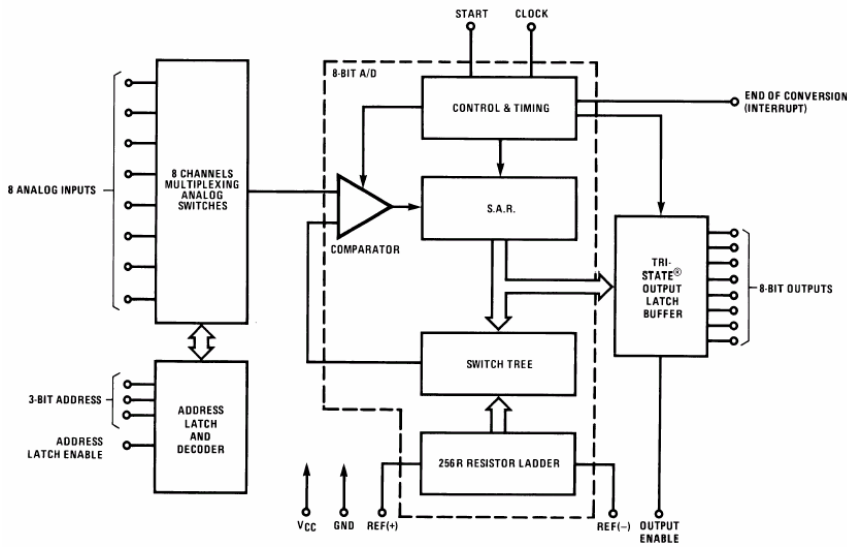 START
CLOCK
8-BIT A/D
CONTROL & TIMING
END OF CONVERSION
(INTERRUPT)
8 ANALOG INPUTS
8 CHANNELS
MULTIPLEXING
ANALOG
SWITCHES
S.A.R.
COMPARATOR
TRI-
STATE®
OUTPUT
LATCH
BUFFER
8-BIT OUTPUTS
SWITCH TREE
3-BIT ADDRESS
ADDRESS
LATCH ENABLE
ADDRESS
LATCH
AND
DECODER
256R RESISTOR LADDER
VCC
GND
REF(+)
REF(−)
OUTPUT
ENABLE